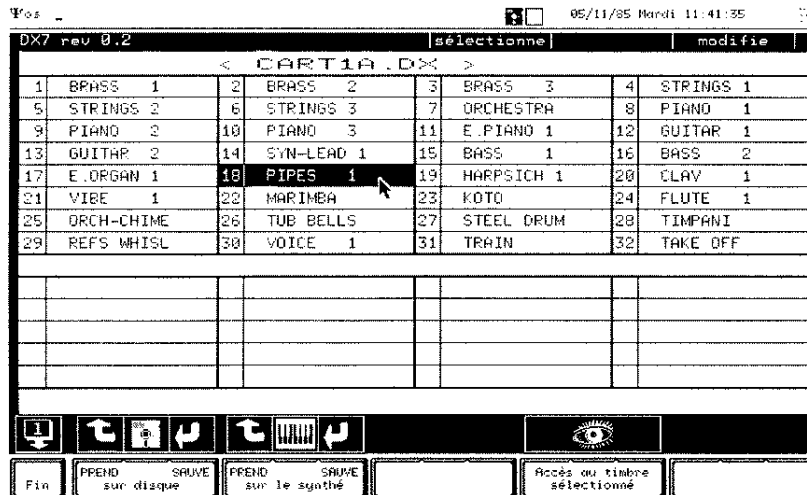 Ψos _ 05/11/85 Mardi 11:41:35
DX7 rev 0.2 sélectionne modifie
< CART1A.DX >
1 BRASS 1 2 BRASS 2 3 BRASS 3 4 STRINGS 1
5 STRINGS 2 6 STRINGS 3 7 ORCHESTRA 8 PIANO 1
9 PIANO 2 10 PIANO 3 11 E.PIANO 1 12 GUITAR 1
13 GUITAR 2 14 SYN-LEAD 1 15 BASS 1 16 BASS 2
17 E.ORGAN 1 18 PIPES 1 19 HARPSICH 1 20 CLAV 1
21 VIBE 1 22 MARIMBA 23 KOTO 24 FLUTE 1
25 ORCH-CHIME 26 TUB BELLS 27 STEEL DRUM 28 TIMPANI
29 REFS WHISL 30 VOICE 1 31 TRAIN 32 TAKE OFF
1
PREND SAUVE PREND SAUVE Accès au timbre
Fin sur disque sur le synthé sélectionné